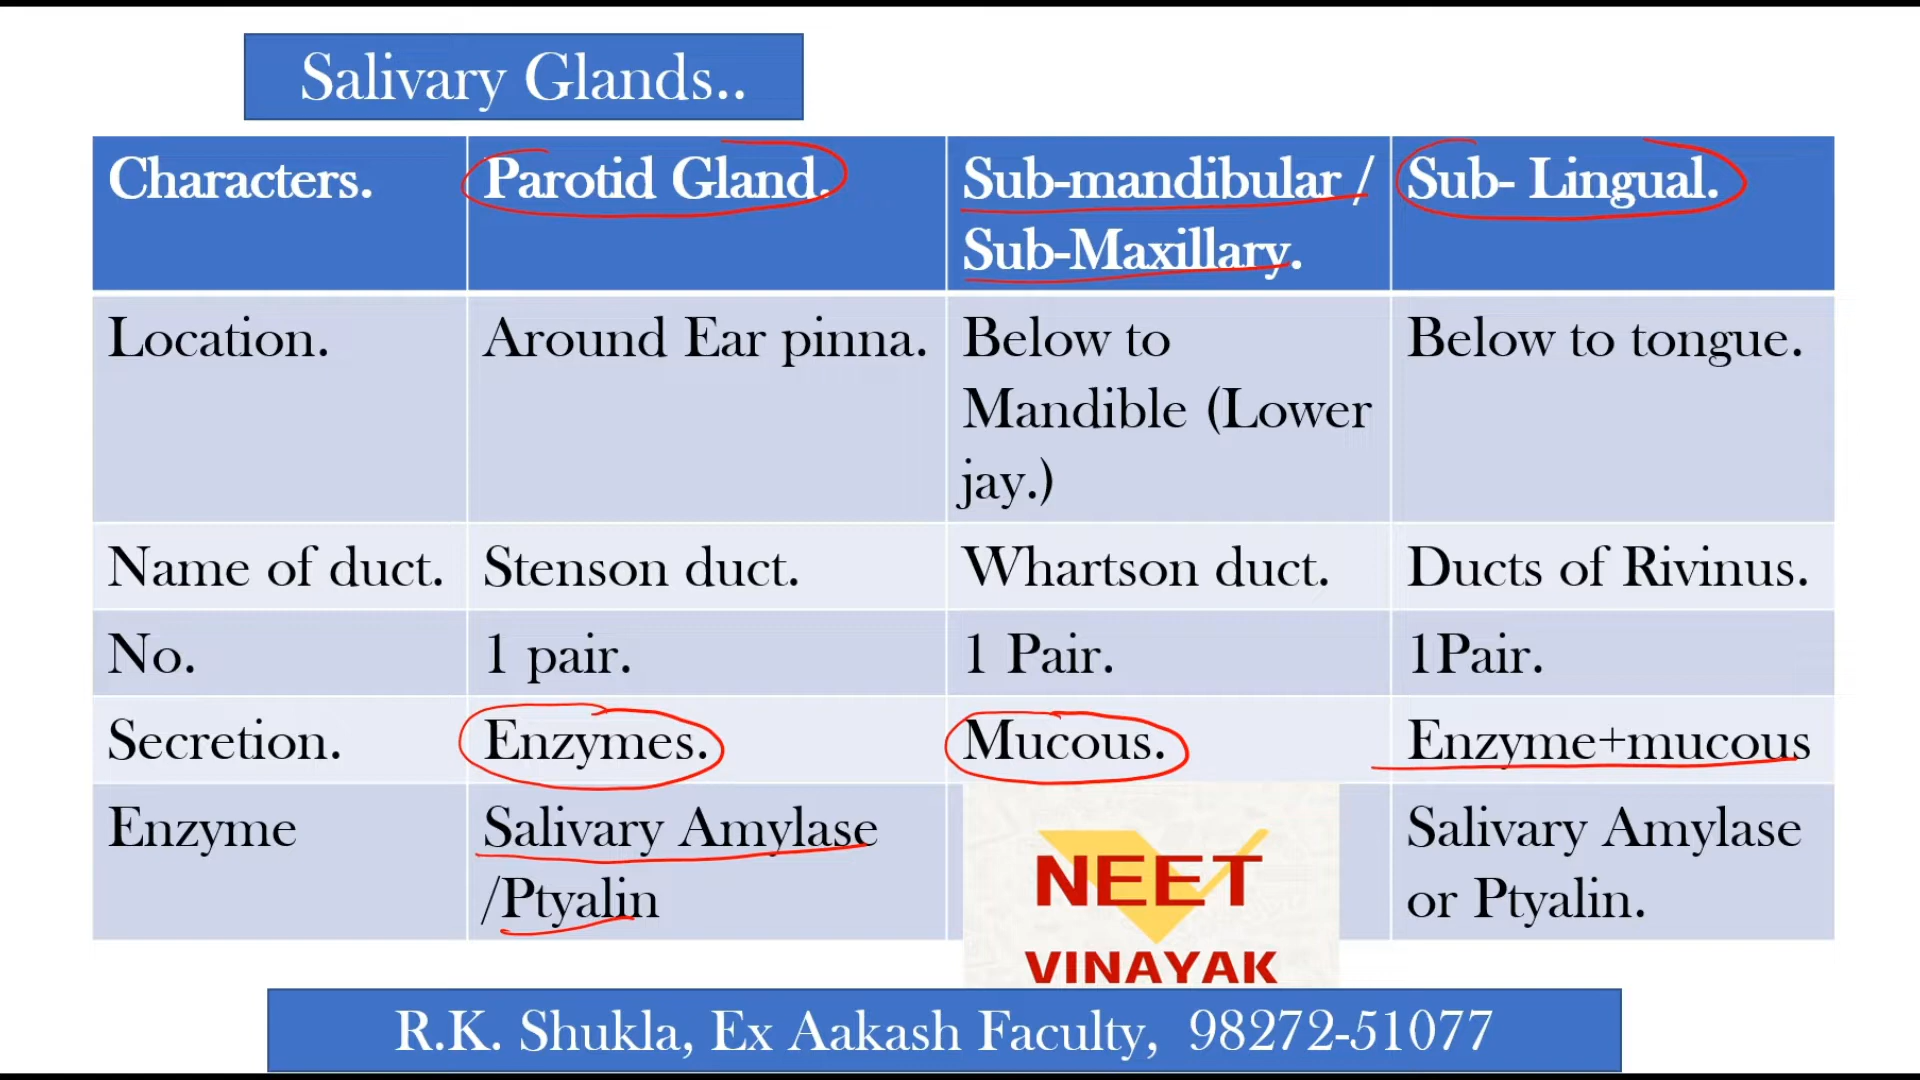 Salivary Glands..
Characters.
Parotid Gland.
Sub-mandibular /
Sub-Maxillary.
Sub- Lingual.
Location.
Around Ear pinna.
Below to
Mandible (Lower
jay.)
Below to tongue.
Name of duct.
Stenson duct.
Whartson duct.
Ducts of Rivinus.
No.
1 pair.
1 Pair.
1Pair.
Secretion.
Enzymes.
Mucous.
Enzyme+mucous
Enzyme
Salivary Amylase
/Ptyalin
Salivary Amylase
or Ptyalin.
NEET
VINAYAK
R.K. Shukla, Ex Aakash Faculty, 98272-51077